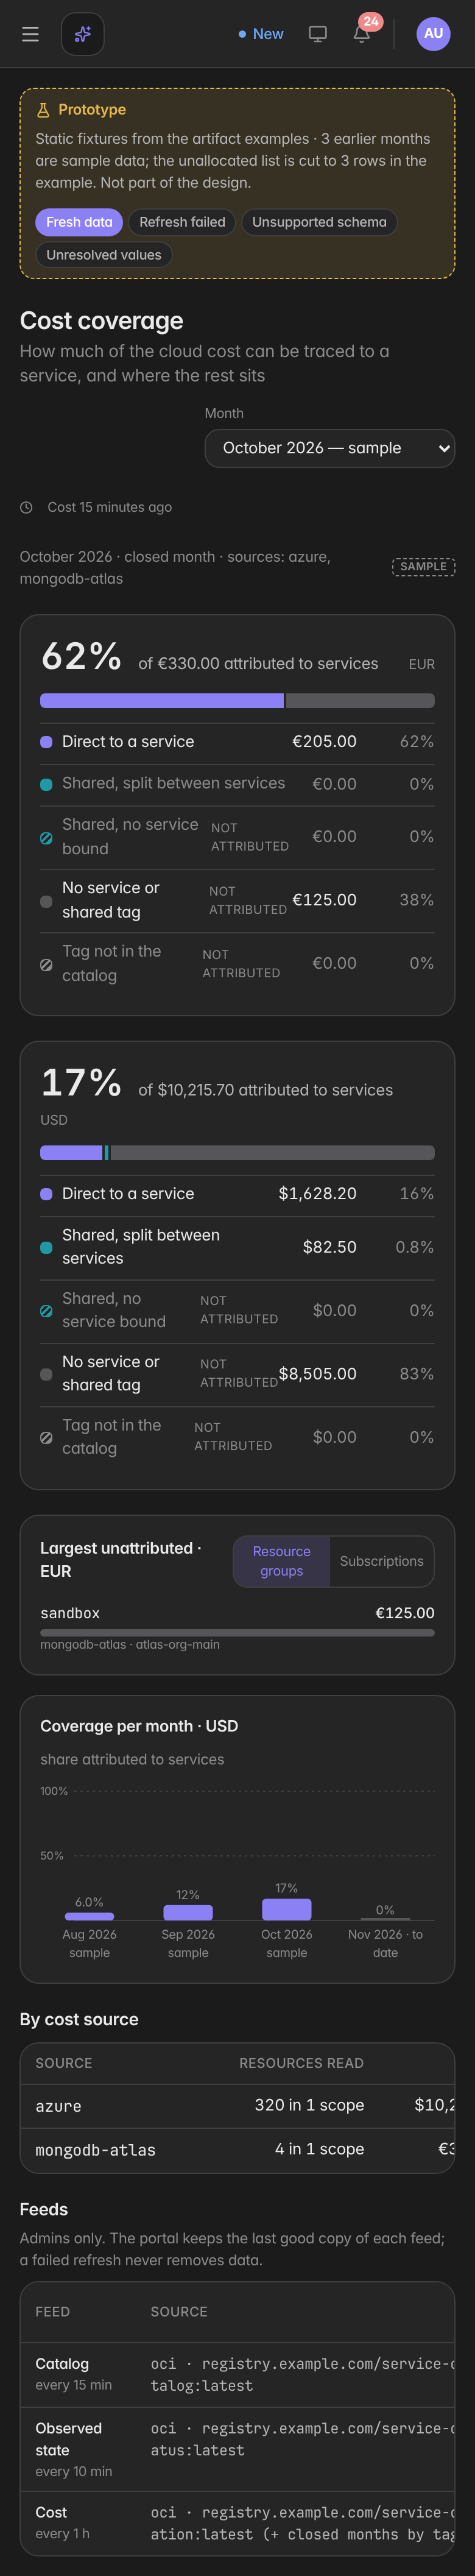 New
24
AU
Prototype
Static fixtures from the artifact examples · 3 earlier months
are sample data; the unallocated list is cut to 3 rows in the
example. Not part of the design.
Fresh data
Refresh failed
Unsupported schema
Unresolved values
Cost coverage
How much of the cloud cost can be traced to a
service, and where the rest sits
Month
October 2026 — sample
Cost 15 minutes ago
October 2026 · closed month · sources: azure,
mongodb-atlas
SAMPLE
62% of €330.00 attributed to services EUR
Direct to a service €205.00 62%
Shared, split between services €0.00 0%
Shared, no service
bound
NOT
ATTRIBUTED
€0.00 0%
No service or
shared tag
NOT
ATTRIBUTED
€125.00 38%
Tag not in the
catalog
NOT
ATTRIBUTED
€0.00 0%
17% of $10,215.70 attributed to services
USD
Direct to a service $1,628.20 16%
Shared, split between
services
$82.50 0.8%
Shared, no
service bound
NOT
ATTRIBUTED
$0.00 0%
No service or
shared tag
NOT
ATTRIBUTED
$8,505.00 83%
Tag not in the
catalog
NOT
ATTRIBUTED
$0.00 0%
Largest unattributed ·
EUR
Resource
groups
Subscriptions
sandbox €125.00
mongodb-atlas · atlas-org-main
Coverage per month · USD
share attributed to services
100%
50%
6.0%
12%
17%
0%
Aug 2026
sample
Sep 2026
sample
Oct 2026
sample
Nov 2026 · to
date
By cost source
SOURCE RESOURCES READ
azure 320 in 1 scope $10,2
mongodb-atlas 4 in 1 scope €3
Feeds
Admins only. The portal keeps the last good copy of each feed;
a failed refresh never removes data.
FEED SOURCE
Catalog
every 15 min
oci · registry.example.com/service-c
talog:latest
Observed
state
every 10 min
oci · registry.example.com/service-
atus:latest
Cost
every 1 h
oci · registry.example.com/service-c
ation:latest (+ closed months by tag